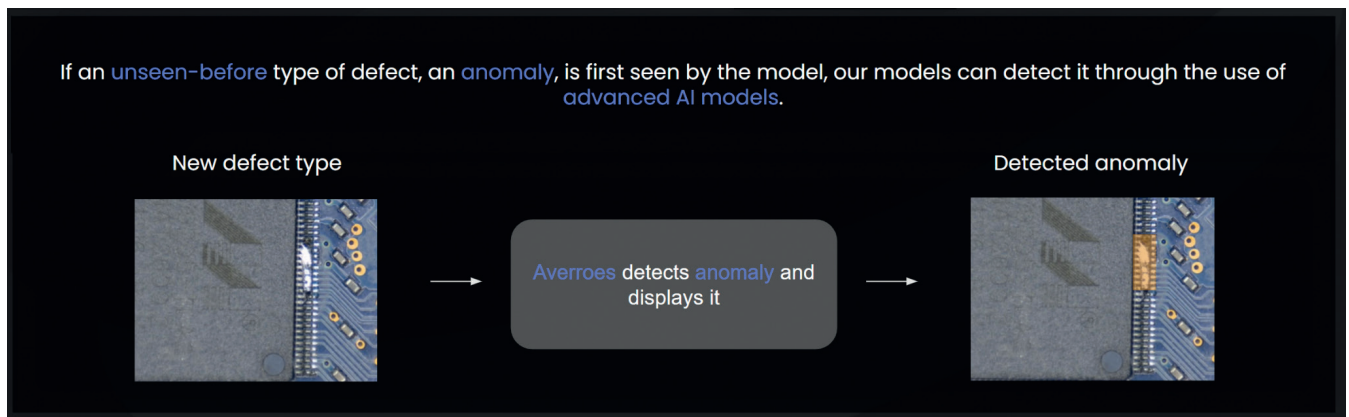 If an unseen-before type of defect, an anomaly, is first seen by the model, our models can detect it through the use of
advanced AI models.
New defect type
Detected anomaly
Averroes detects anomaly and
displays it